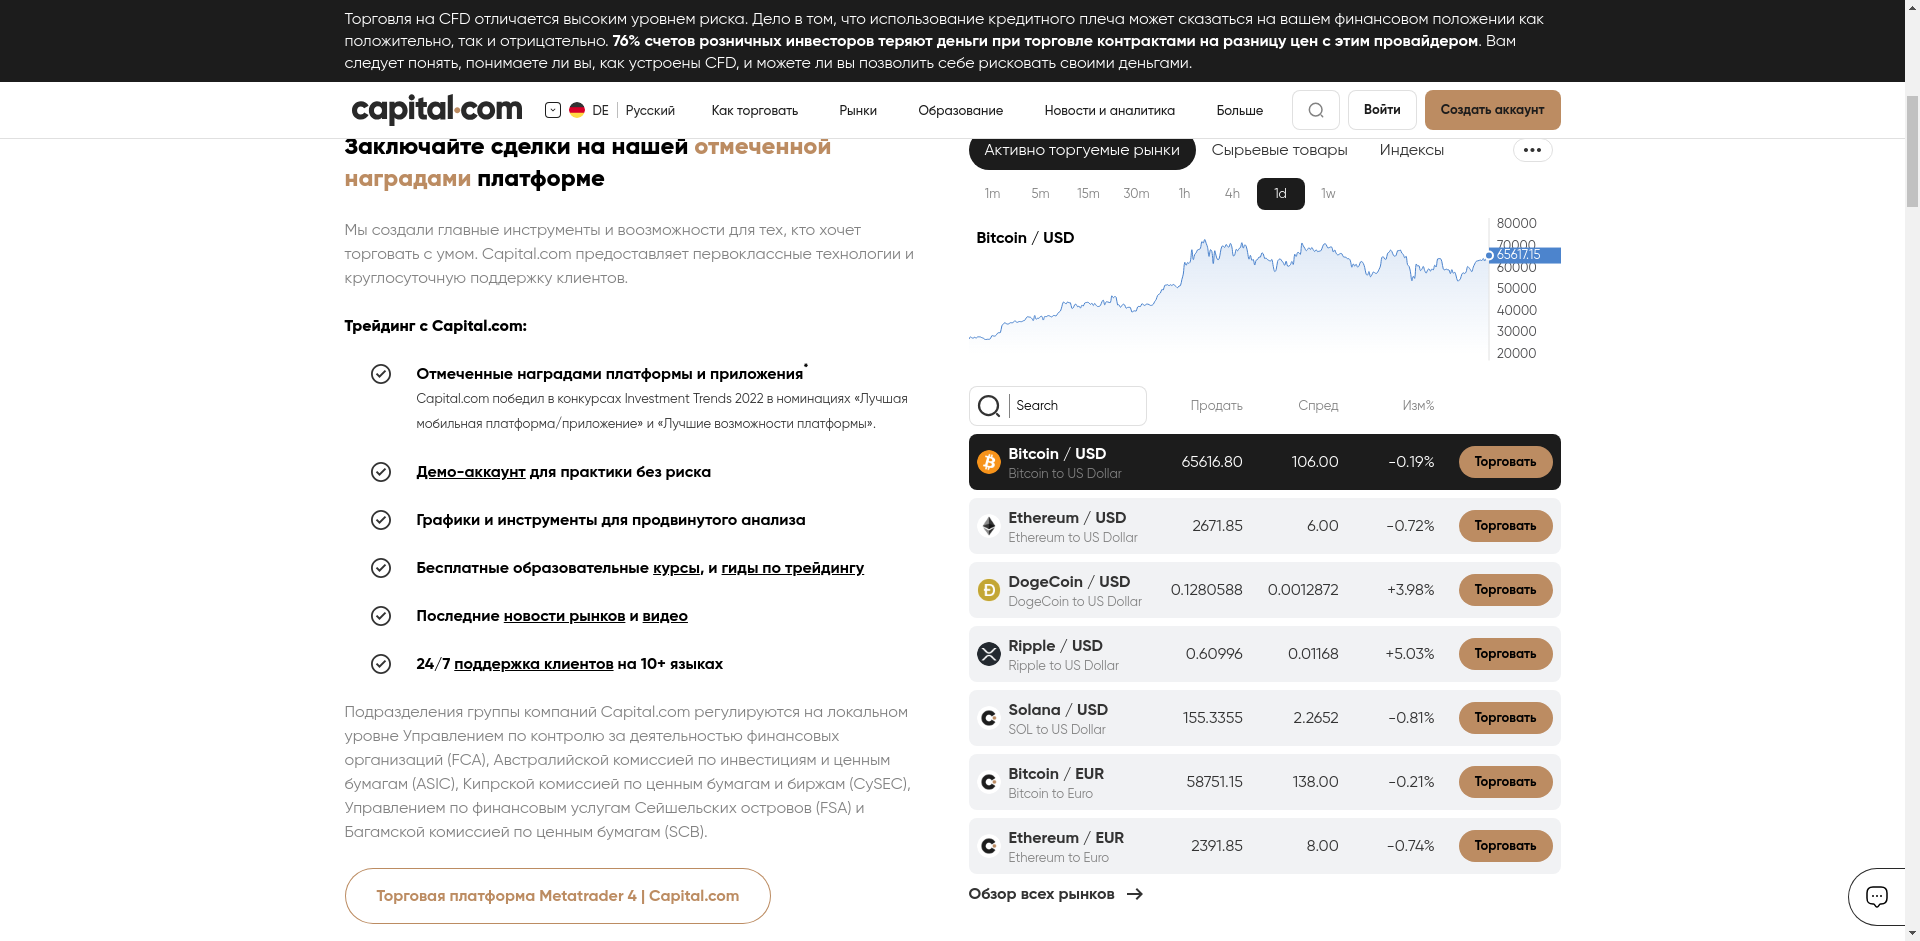 Торговля на CFD отличается высоким уровнем риска. Дело в том, что использование кредитного плеча может сказаться на вашем финансовом положении как
положительно, так и отрицательно. 76% счетов розничных инвесторов теряют деньги при торговле контрактами на разницу цен с этим провайдером. Вам
следует понять, понимаете ли вы, как устроены CFD, и можете ли вы позволить себе рисковать своими деньгами.
capital.com DE Русский Как торговать Рынки Образование Новости и аналитика Больше Войти Создать аккаунт
Заключайте сделки на нашей отмеченной
наградами платформе
Мы создали главные инструменты и воозможности для тех, кто хочет
торговать с умом. Capital.com предоставляет первоклассные технологии и
круглосуточную поддержку клиентов.
Трейдинг с Capital.com:
Отмеченные наградами платформы и приложения*
Capital.com победил в конкурсах Investment Trends 2022 в номинациях «Лучшая
мобильная платформа/приложение» и «Лучшие возможности платформы».
Демо-аккаунт для практики без риска
Графики и инструменты для продвинутого анализа
Бесплатные образовательные курсы, и гиды по трейдингу
Последние новости рынков и видео
24/7 поддержка клиентов на 10+ языках
Подразделения группы компаний Capital.com регулируются на локальном
уровне Управлением по контролю за деятельностью финансовых
организаций (FCA), Австралийской комиссией по инвестициям и ценным
бумагам (ASIC), Кипрской комиссией по ценным бумагам и биржам (CySEC),
Управлением по финансовым услугам Сейшельских островов (FSA) и
Багамской комиссией по ценным бумагам (SCB).
Торговая платформа Metatrader 4 | Capital.com
Активно торгуемые рынки Сырьевые товары Индексы
1m 5m 15m 30m 1h 4h 1d 1w
Bitcoin / USD
80000
70000
65617.15
60000
50000
40000
30000
20000
Search Продать Спред Изм%
Bitcoin / USD 65616.80 106.00 -0.19% Торговать
Bitcoin to US Dollar
Ethereum / USD 2671.85 6.00 -0.72% Торговать
Ethereum to US Dollar
DogeCoin / USD 0.1280588 0.0012872 +3.98% Торговать
DogeCoin to US Dollar
Ripple / USD 0.60996 0.01168 +5.03% Торговать
Ripple to US Dollar
Solana / USD 155.3355 2.2652 -0.81% Торговать
SOL to US Dollar
Bitcoin / EUR 58751.15 138.00 -0.21% Торговать
Bitcoin to Euro
Ethereum / EUR 2391.85 8.00 -0.74% Торговать
Ethereum to Euro
Обзор всех рынков